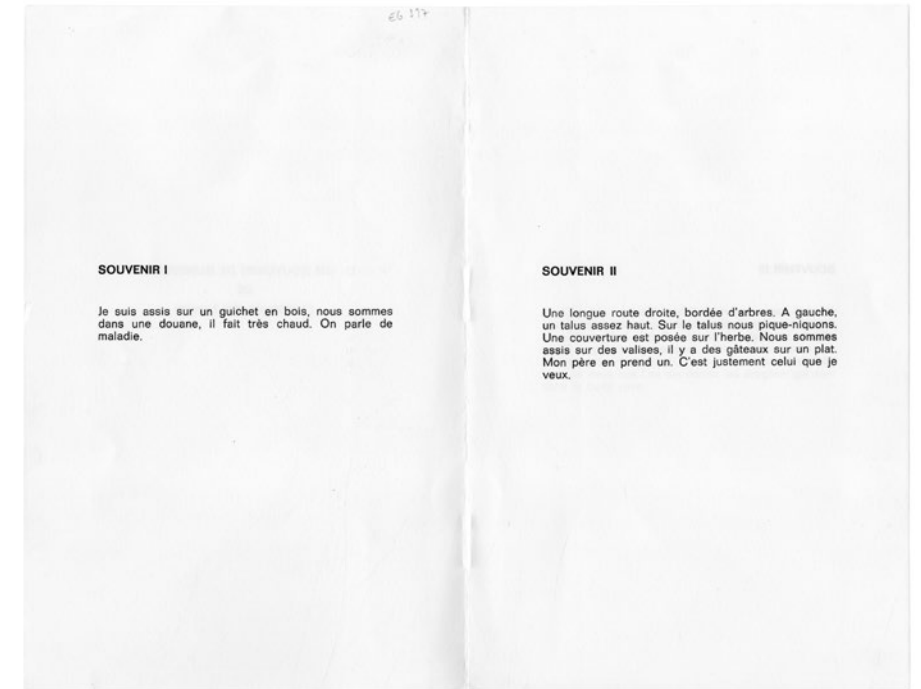 SOUVENIR I
Je suis assis sur un guichet en bois, nous sommes
dans une douane, il fait très chaud. On parle de
maladie.
SOUVENIR II
Une longue route droite, bordée d'arbres. A gauche,
un talus assez haut. Sur le talus nous pique-niquons.
Une couverture est posée sur l'herbe. Nous sommes
assis sur des valises, il y a des gâteaux sur un plat.
Mon père en prend un. C'est justement celui que je
veux.